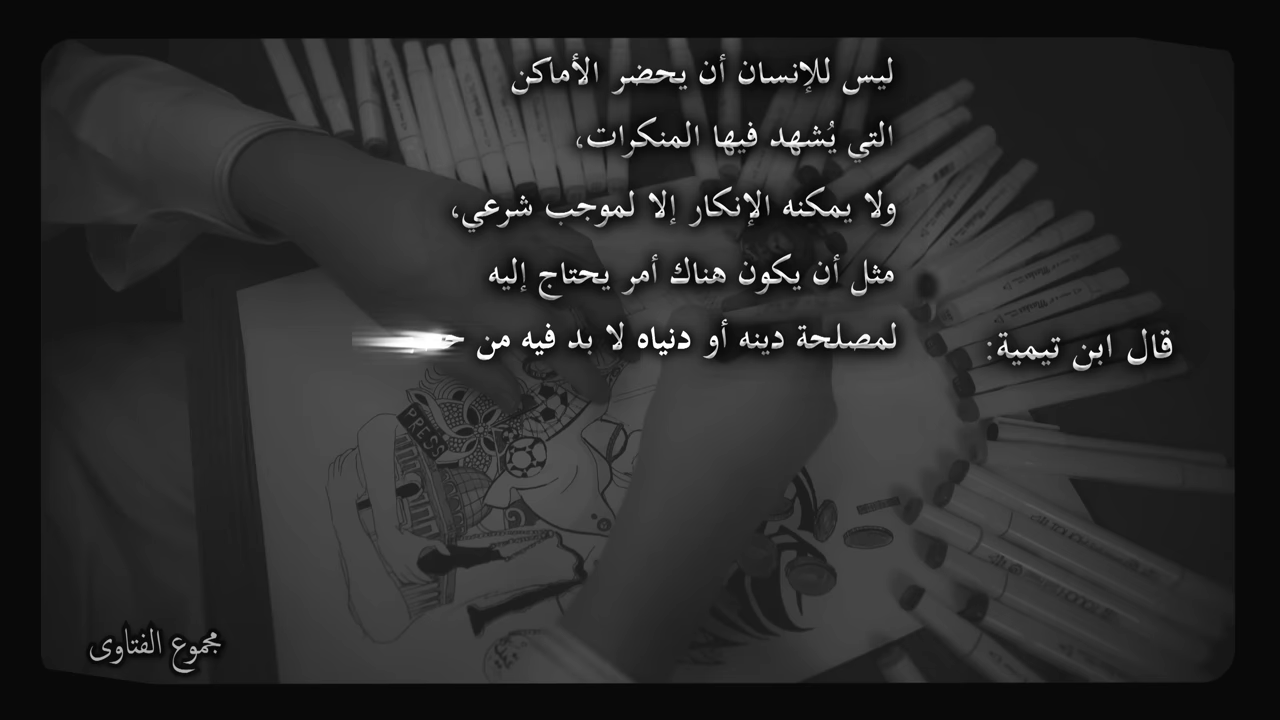 قال ابن تيمية:
ليس للإنسان أن يحضر الأماكن
التي يُشهد فيها المنكرات،
ولا يمكنه الإنكار إلا لموجب شرعي،
مثل أن يكون هناك أمر يحتاج إليه
لمصلحة دينه أو دنياه لا بد فيه من
PRESS
مجموع الفتاوى